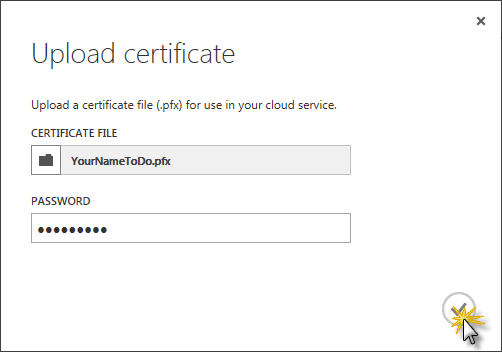 Upload certificate
Upload a certificate file (.pfx) for use in your cloud service.
CERTIFICATE FILE
YourNameToDo.pfx
PASSWORD
●●●●●●●●●